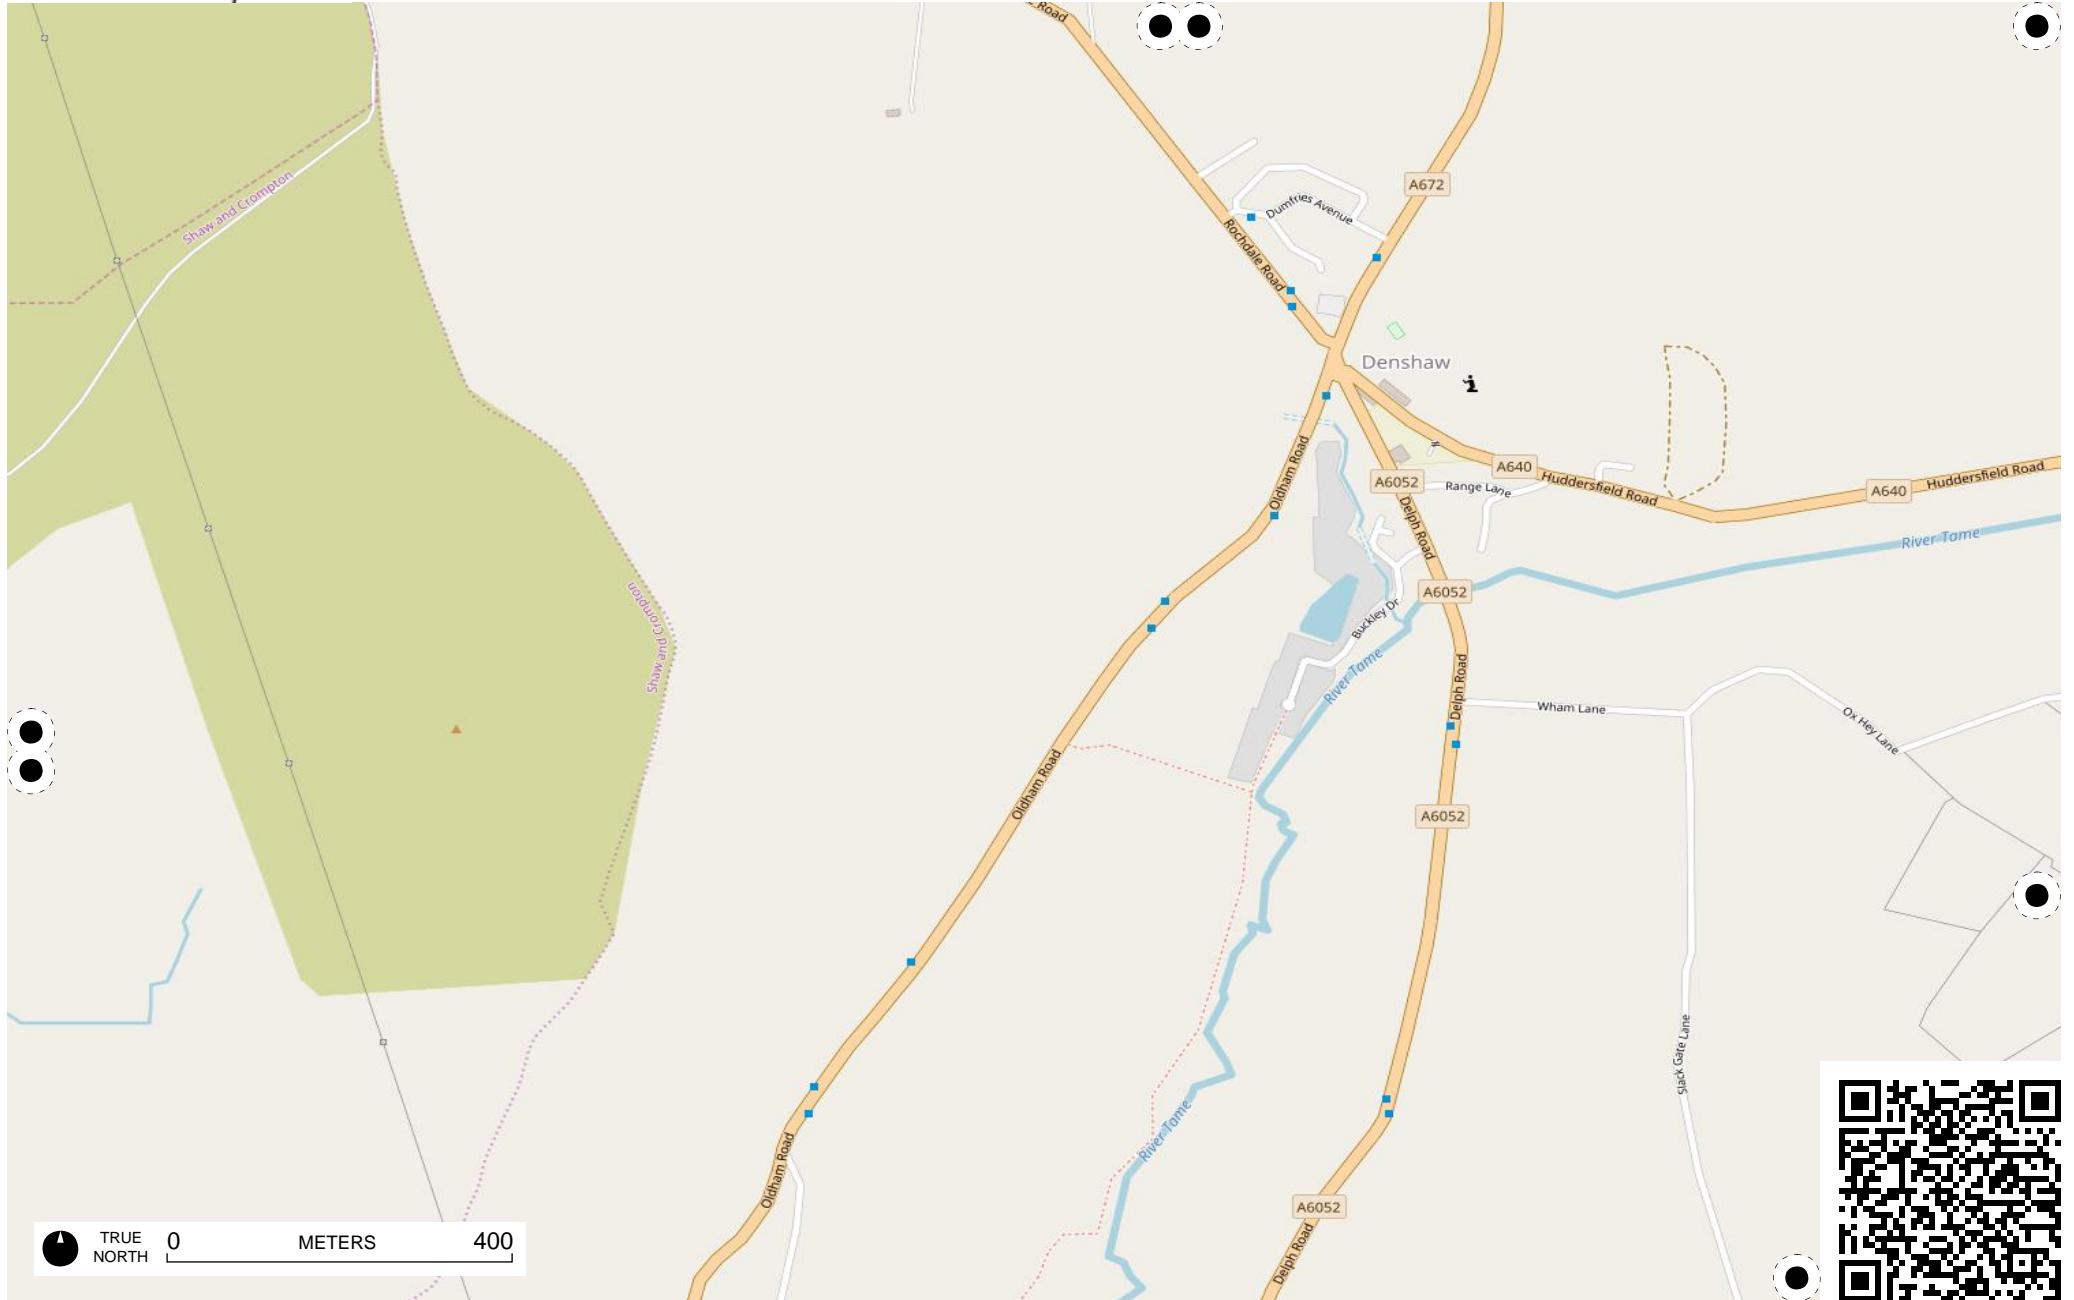 Road
A672
Shaw and Crompton
Dumfries Avenue
Rochdale Road
Denshaw
Oldham Road
A640
A6052
Range Lane
Huddersfield Road
A640
Huddersfield Road
Delph Road
River Tame
A6052
Shaw and Crompton
Buckley Dr
River Tame
Delph Road
Wham Lane
Ox Hey Lane
Oldham Road
A6052
Slack Gate Lane
River Tame
Oldham Road
A6052
Delph Road
TRUE
NORTH
0 METERS 400